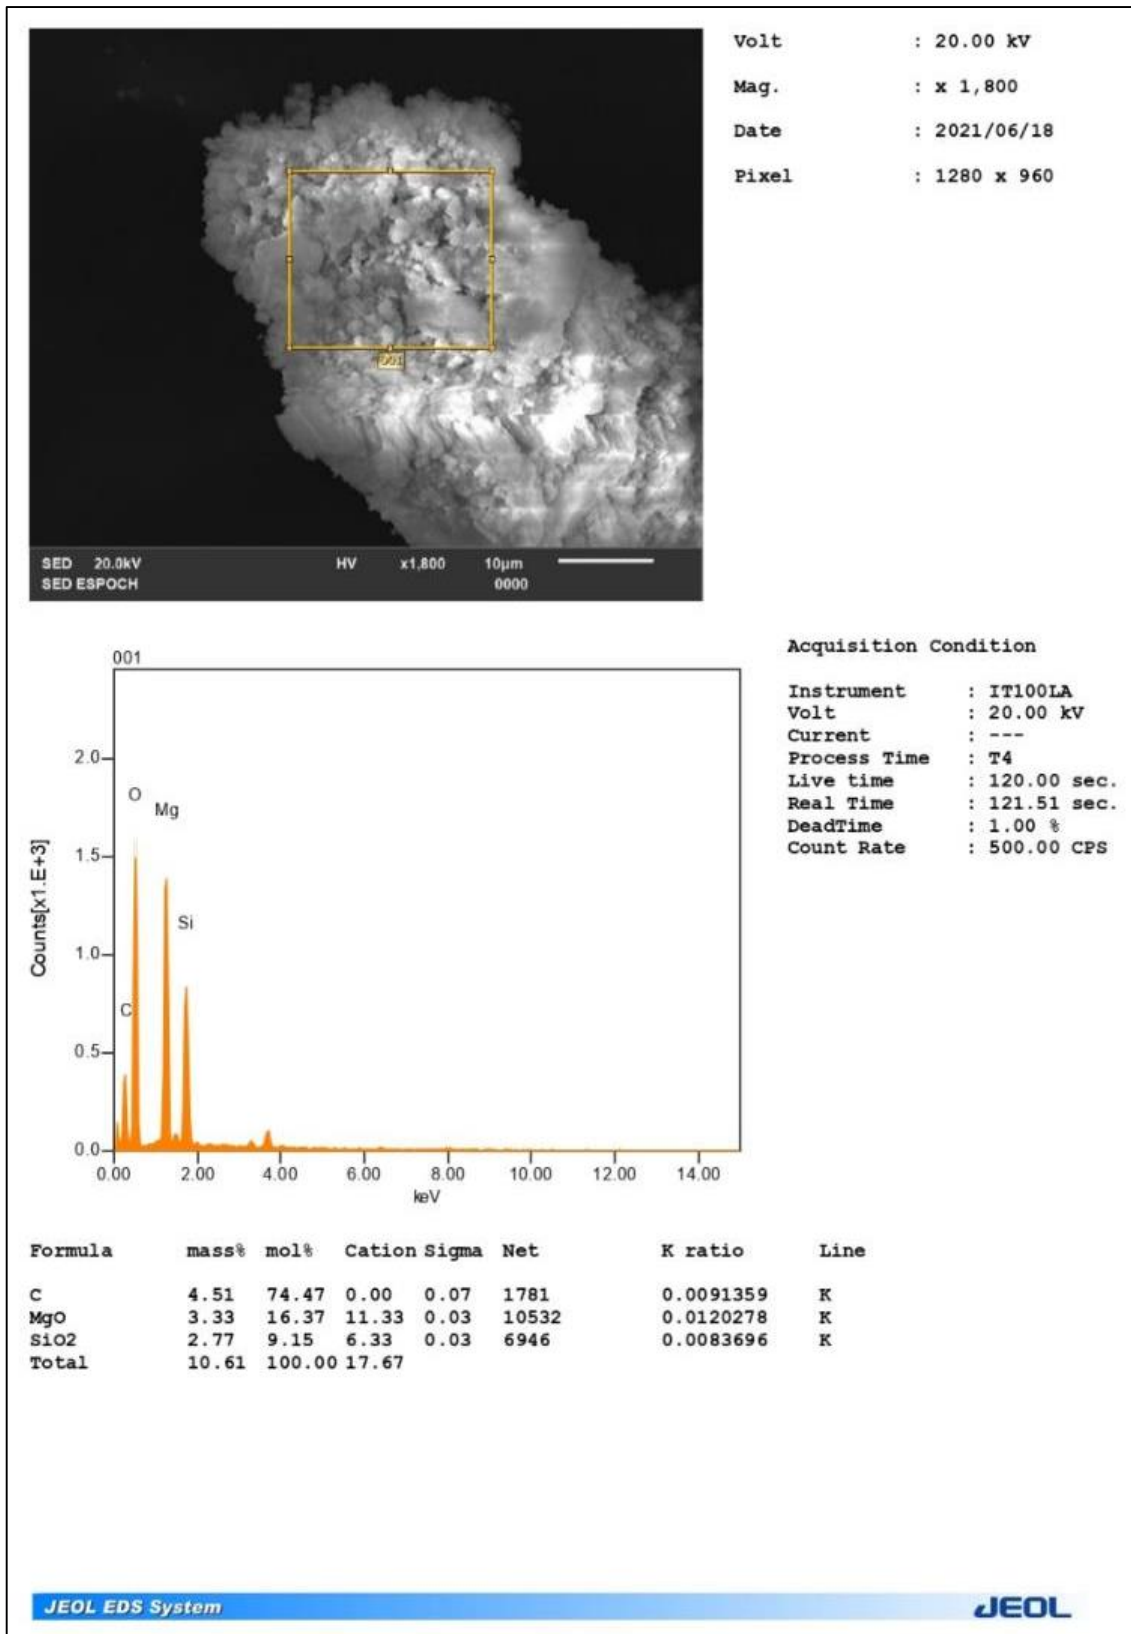 Volt : 20.00 kV
Mag. : x 1,800
Date : 2021/06/18
Pixel : 1280 x 960
001
SED 20.0kV HV x1,800 10µm
SED ESPOCH 0000
Acquisition Condition
Instrument : IT100LA
Volt : 20.00 kV
Current : ---
Process Time : T4
Live time : 120.00 sec.
Real Time : 121.51 sec.
DeadTime : 1.00 %
Count Rate : 500.00 CPS
001
Counts[x1.E+3]
2.0
1.5
1.0
0.5
0.0
O
Mg
Si
C
0.00 2.00 4.00 6.00 8.00 10.00 12.00 14.00
keV
Formula mass% mol% Cation Sigma Net K ratio Line
C 4.51 74.47 0.00 0.07 1781 0.0091359 K
MgO 3.33 16.37 11.33 0.03 10532 0.0120278 K
SiO2 2.77 9.15 6.33 0.03 6946 0.0083696 K
Total 10.61 100.00 17.67
JEOL EDS System
JEOL